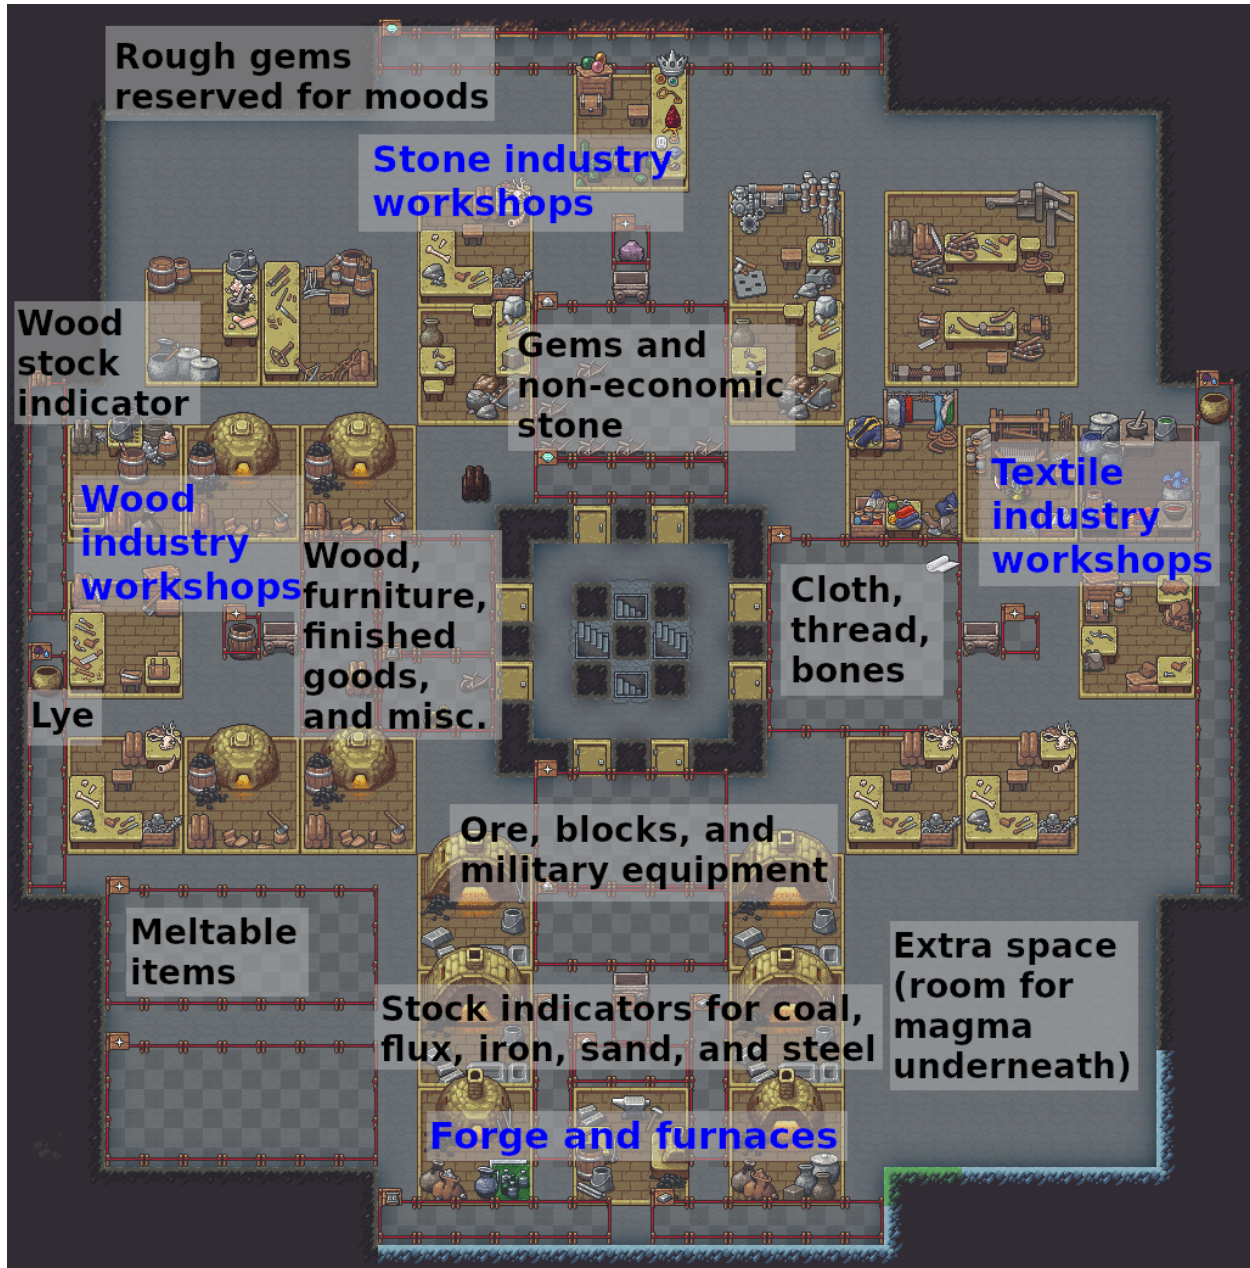 Rough gems
reserved for moods
Stone industry
workshops
Wood
stock
indicator
Gems and
non-economic
stone
Wood
industry
workshops
Wood,
furniture,
finished
goods,
and misc.
Textile
industry
workshops
Cloth,
thread,
bones
Lye
Ore, blocks, and
military equipment
Meltable
items
Stock indicators for coal,
flux, iron, sand, and steel
Extra space
(room for
magma
underneath)
Forge and furnaces